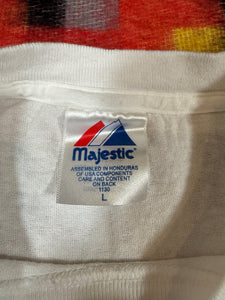 Majestic
ASSEMBLED IN HONDURAS
OF USA COMPONENTS
CARE AND CONTENT
ON BACK
1130
L